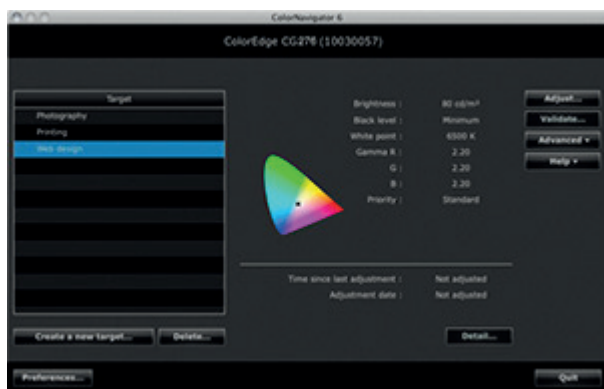 ColorNavigator 6
ColorEdge CG276 (10030057)
Target
Photography
Printing
Web design
Brightness : 80 cd/m²
Black level : Minimum
White point : 6500 K
Gamma R : 2.20
G : 2.20
B : 2.20
Priority : Standard
Adjust...
Validate...
Advanced
Help
Time since last adjustment : Not adjusted
Adjustment date : Not adjusted
Create a new target...
Delete...
Detail...
Preferences...
Quit